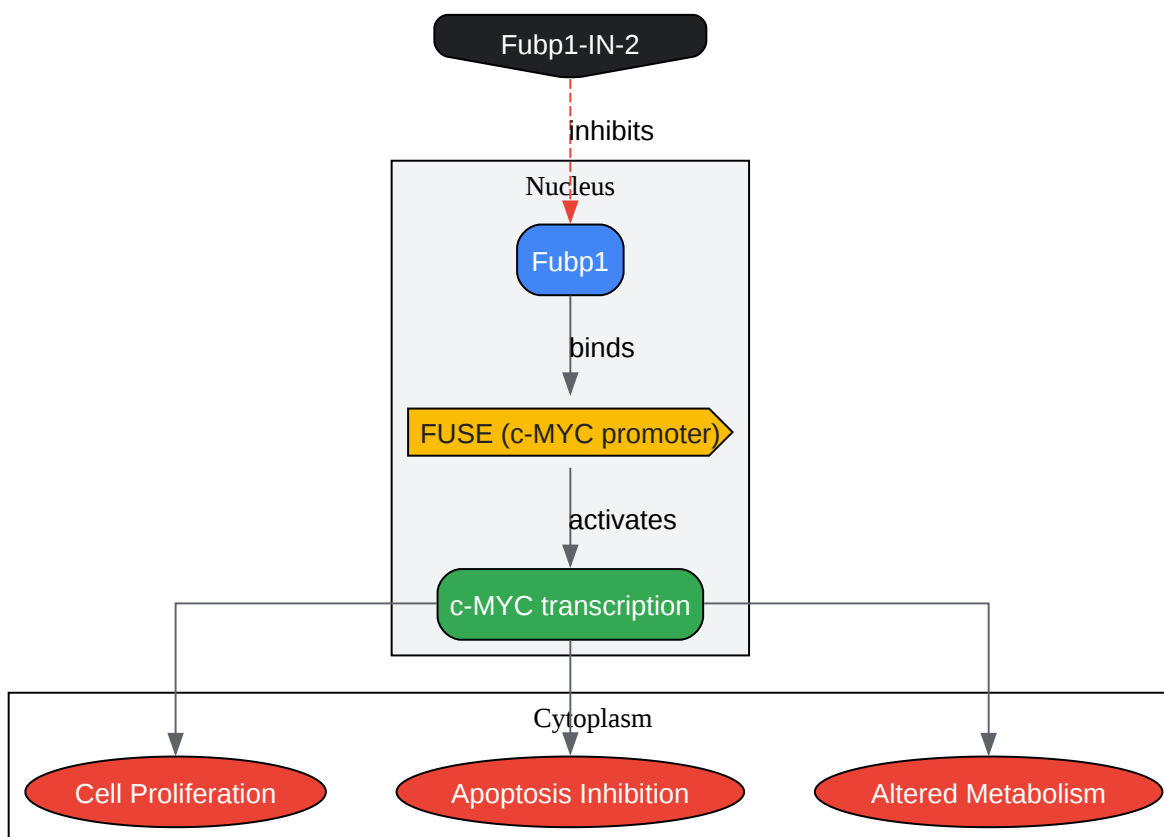 Fubp1-IN-2
inhibits
Nucleus
Fubp1
binds
FUSE (c-MYC promoter)
activates
c-MYC transcription
Cytoplasm
Cell Proliferation
Apoptosis Inhibition
Altered Metabolism